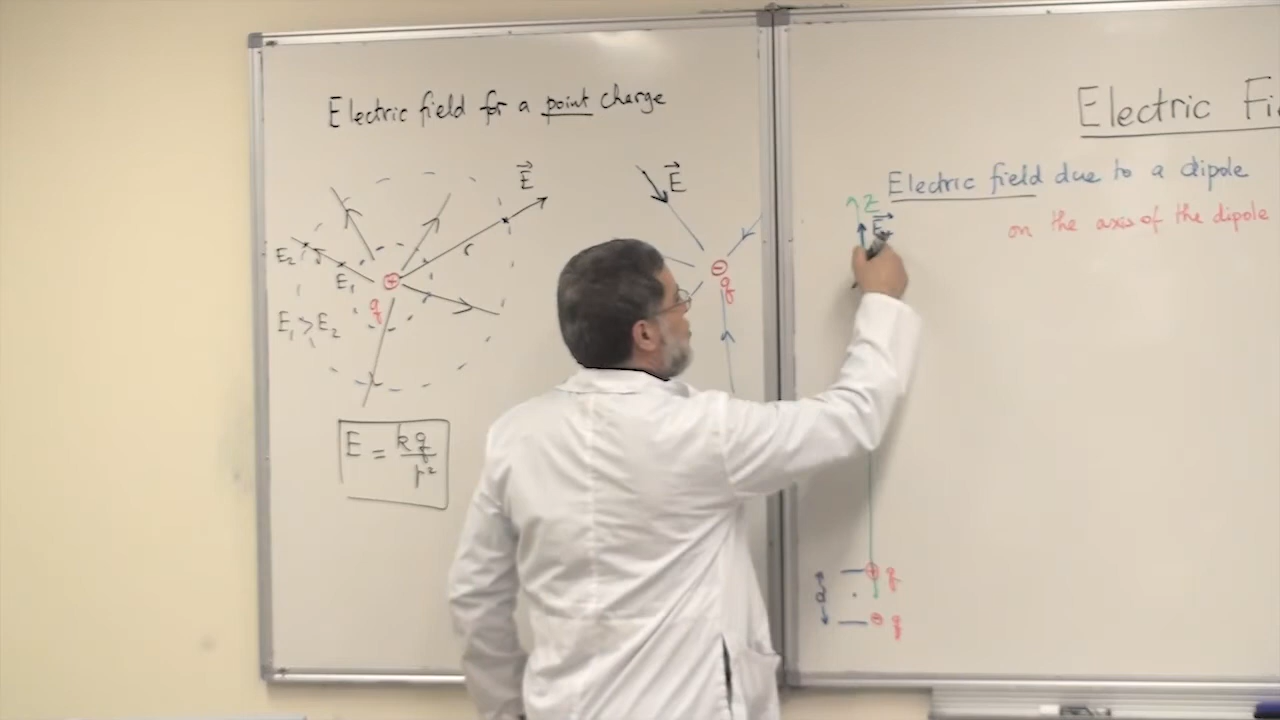 Electric field for a point charge
E⃗
r
E₂
E₁
q
E₁ > E₂
E = kq/r²
E⃗
q
Electric Fi
Electric field due to a dipole
on the axis of the dipole
z
E⃗₊
d
q
q